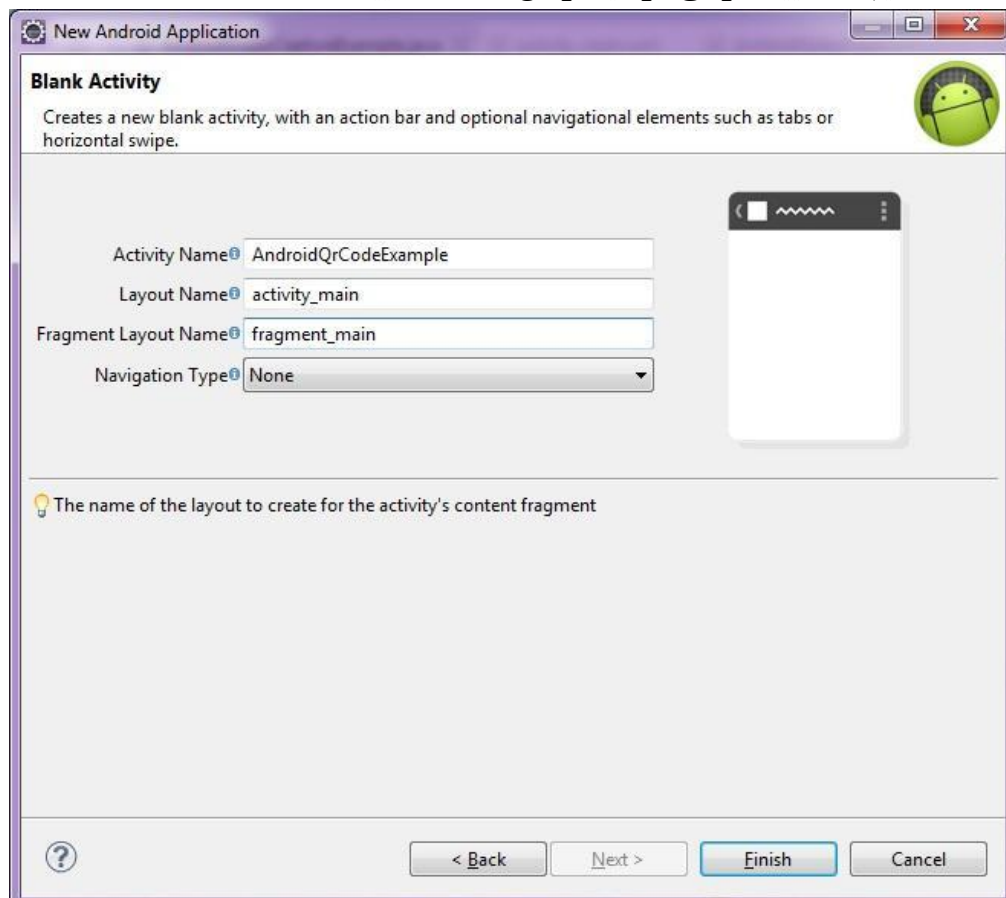 New Android Application
Blank Activity
Creates a new blank activity, with an action bar and optional navigational elements such as tabs or
horizontal swipe.
Activity Name AndroidQrCodeExample
Layout Name activity_main
Fragment Layout Name fragment_main
Navigation Type None
The name of the layout to create for the activity's content fragment
? < Back Next > Finish Cancel